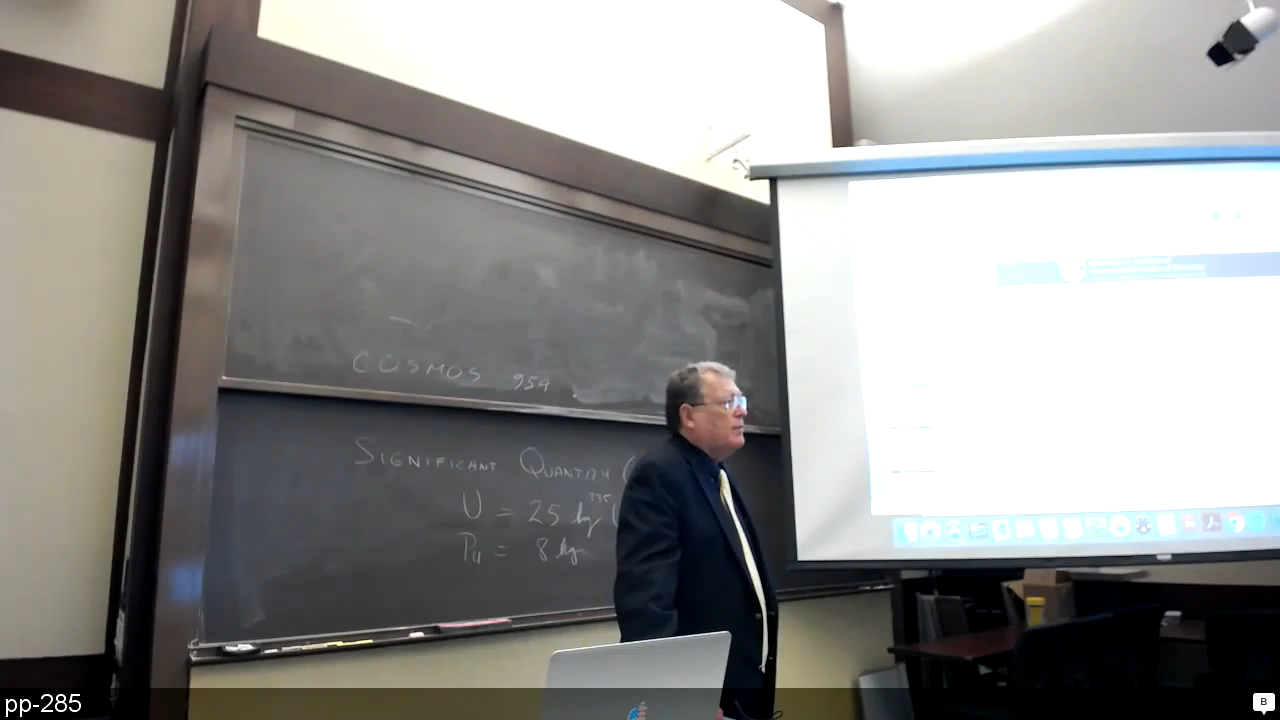 COSMOS 954
SIGNIFICANT QUANTITY (
U = 25 kg 235 U
Pu = 8 kg
pp-285
B